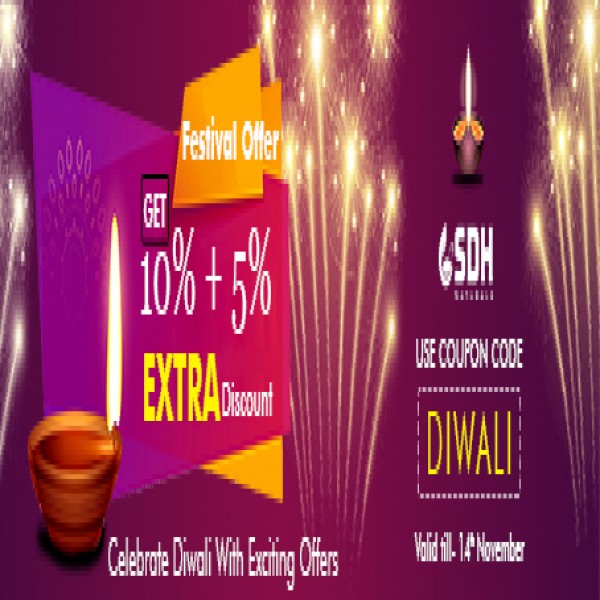 Festival Offer
GET
10% + 5%
EXTRA Discount
Celebrate Diwali With Exciting Offers
SDH
NATURALS
USE COUPON CODE
DIWALI
Valid till- 14th November